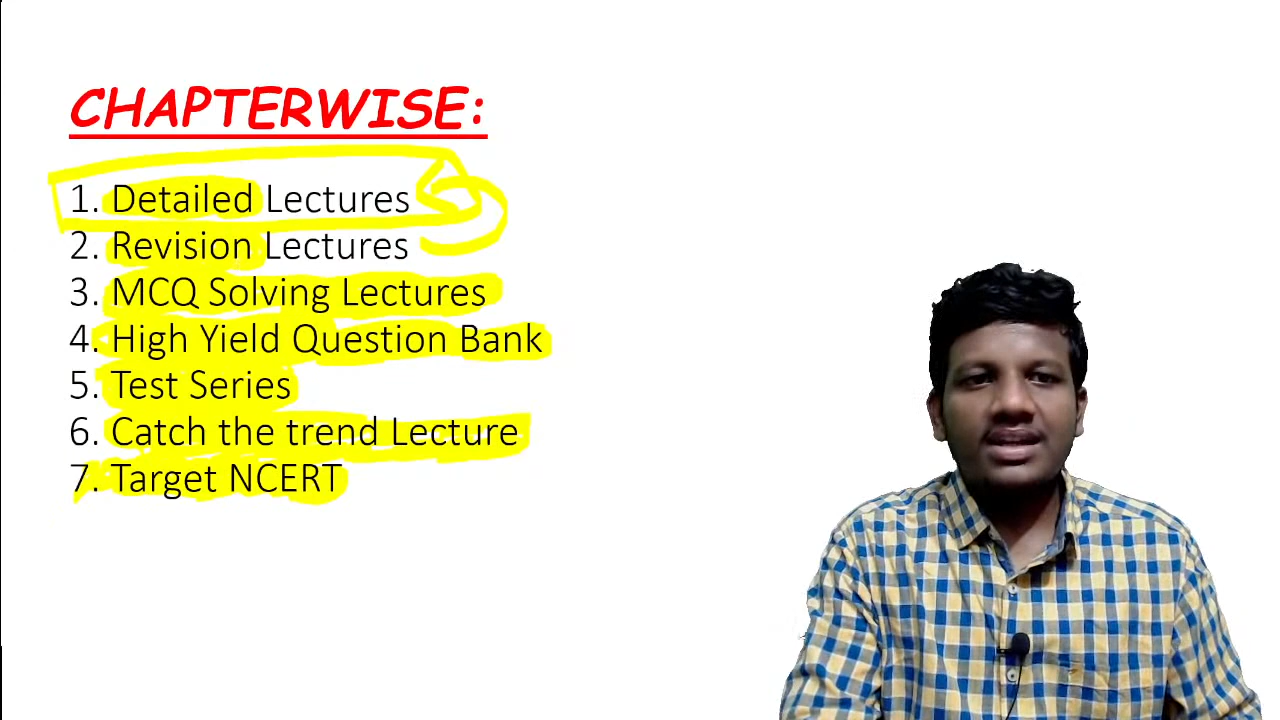 CHAPTERWISE:
1. Detailed Lectures
2. Revision Lectures
3. MCQ Solving Lectures
4. High Yield Question Bank
5. Test Series
6. Catch the trend Lecture
7. Target NCERT